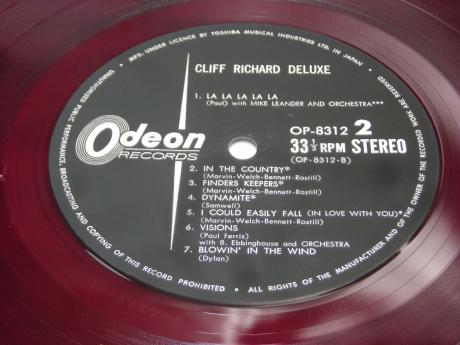 MFG. UNDER LICENCE BY TOSHIBA MUSICAL INDUSTRIES LTD. IN JAPAN.
CLIFF RICHARD DELUXE
1. LA LA LA LA LA
(Paul) with MIKE LEANDER AND ORCHESTRA***
Odeon
RECORDS
OP-8312 2
33 1/3 RPM STEREO
(OP-8312-B)
2. IN THE COUNTRY*
(Marvin-Welch-Bennett-Rostill)
3. FINDERS KEEPERS*
(Marvin-Welch-Bennett-Rostill)
4. DYNAMITE*
(Samwell)
5. I COULD EASILY FALL (IN LOVE WITH YOU)*
(Marvin-Welch-Bennett-Rostill)
6. VISIONS
(Paul Ferris)
with B. Ebbinghouse and ORCHESTRA
7. BLOWIN' IN THE WIND
(Dylan)
UNAUTHORIZED PUBLIC PERFORMANCE, BROADCASTING AND COPYING OF THIS RECORD PROHIBITED • ALL RIGHTS OF THE MANUFACTURER AND OF THE OWNER OF THE RECORDED WORK RESERVED